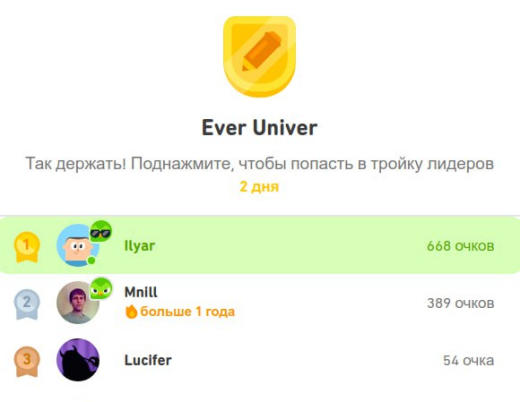 Ever Univer
Так держать! Поднажмите, чтобы попасть в тройку лидеров
2 дня
1 Ilyar 668 очков
2 Mnill 389 очков
больше 1 года
3 Lucifer 54 очка